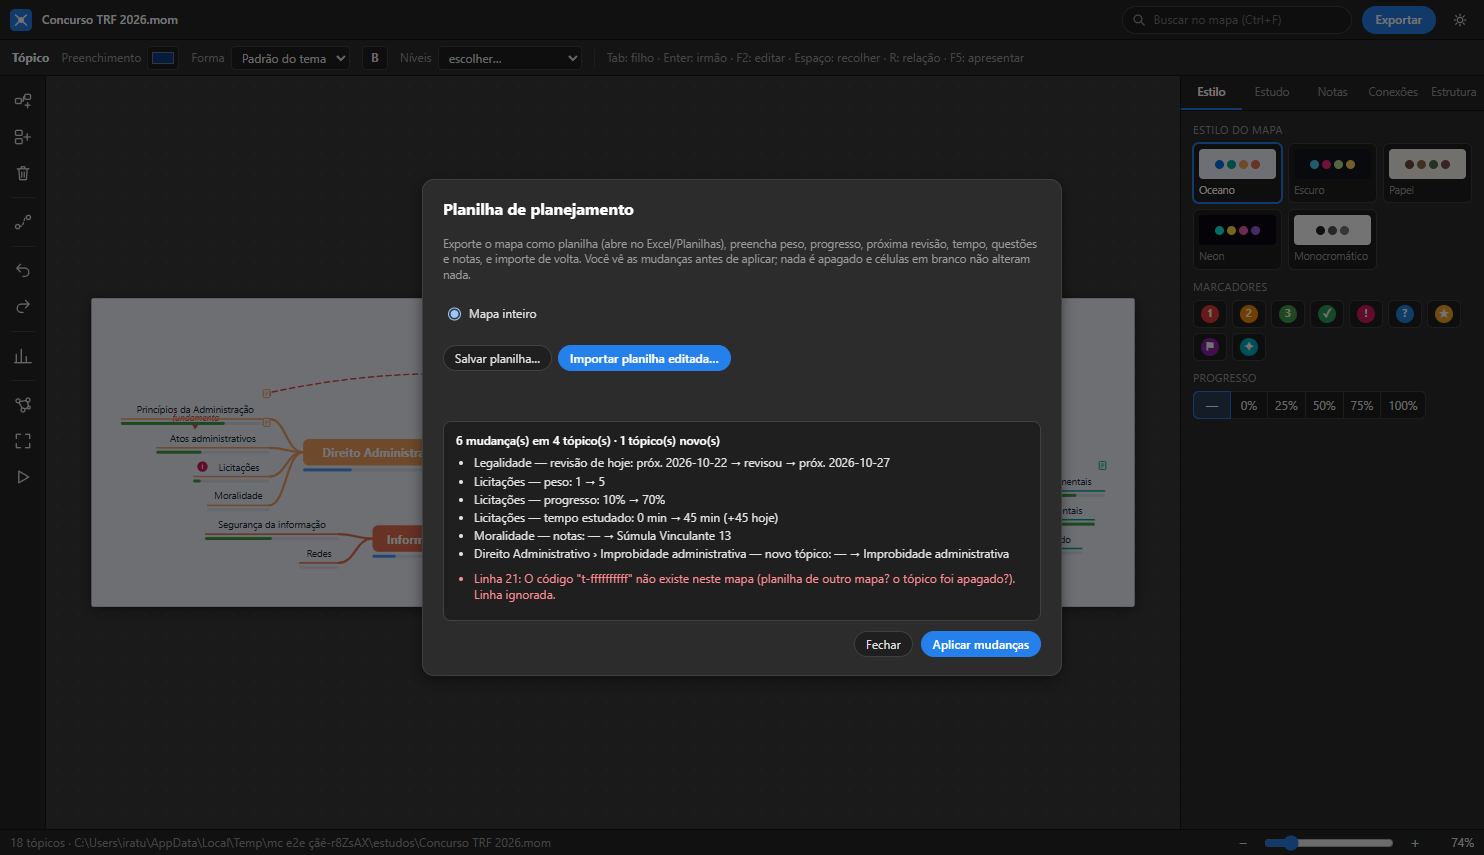 Concurso TRF 2026.mom
Buscar no mapa (Ctrl+F)
Exportar
Tópico
Preenchimento
Forma
Padrão do tema
B
Níveis
escolher...
Tab: filho · Enter: irmão · F2: editar · Espaço: recolher · R: relação · F5: apresentar
Estilo
Estudo
Notas
Conexões
Estrutura
ESTILO DO MAPA
Oceano
Escuro
Papel
Neon
Monocromático
MARCADORES
1
2
3
✓
!
?
★
PROGRESSO
—
0%
25%
50%
75%
100%
Planilha de planejamento
Exporte o mapa como planilha (abre no Excel/Planilhas), preencha peso, progresso, próxima revisão, tempo, questões
e notas, e importe de volta. Você vê as mudanças antes de aplicar; nada é apagado e células em branco não alteram
nada.
Mapa inteiro
Salvar planilha...
Importar planilha editada...
6 mudança(s) em 4 tópico(s) · 1 tópico(s) novo(s)
• Legalidade — revisão de hoje: próx. 2026-10-22 → revisou → próx. 2026-10-27
• Licitações — peso: 1 → 5
• Licitações — progresso: 10% → 70%
• Licitações — tempo estudado: 0 min → 45 min (+45 hoje)
• Moralidade — notas: — → Súmula Vinculante 13
• Direito Administrativo › Improbidade administrativa — novo tópico: — → Improbidade administrativa
• Linha 21: O código "t-ffffffffff" não existe neste mapa (planilha de outro mapa? o tópico foi apagado?).
Linha ignorada.
Fechar
Aplicar mudanças
Princípios da Administração
fundamenta
Atos administrativos
Licitações
Moralidade
Direito Administra
Segurança da informação
Redes
Inform
mentais
ntais
do
18 tópicos · C:\Users\iratu\AppData\Local\Temp\mc e2e çãé-r8ZsAX\estudos\Concurso TRF 2026.mom
−
+
74%